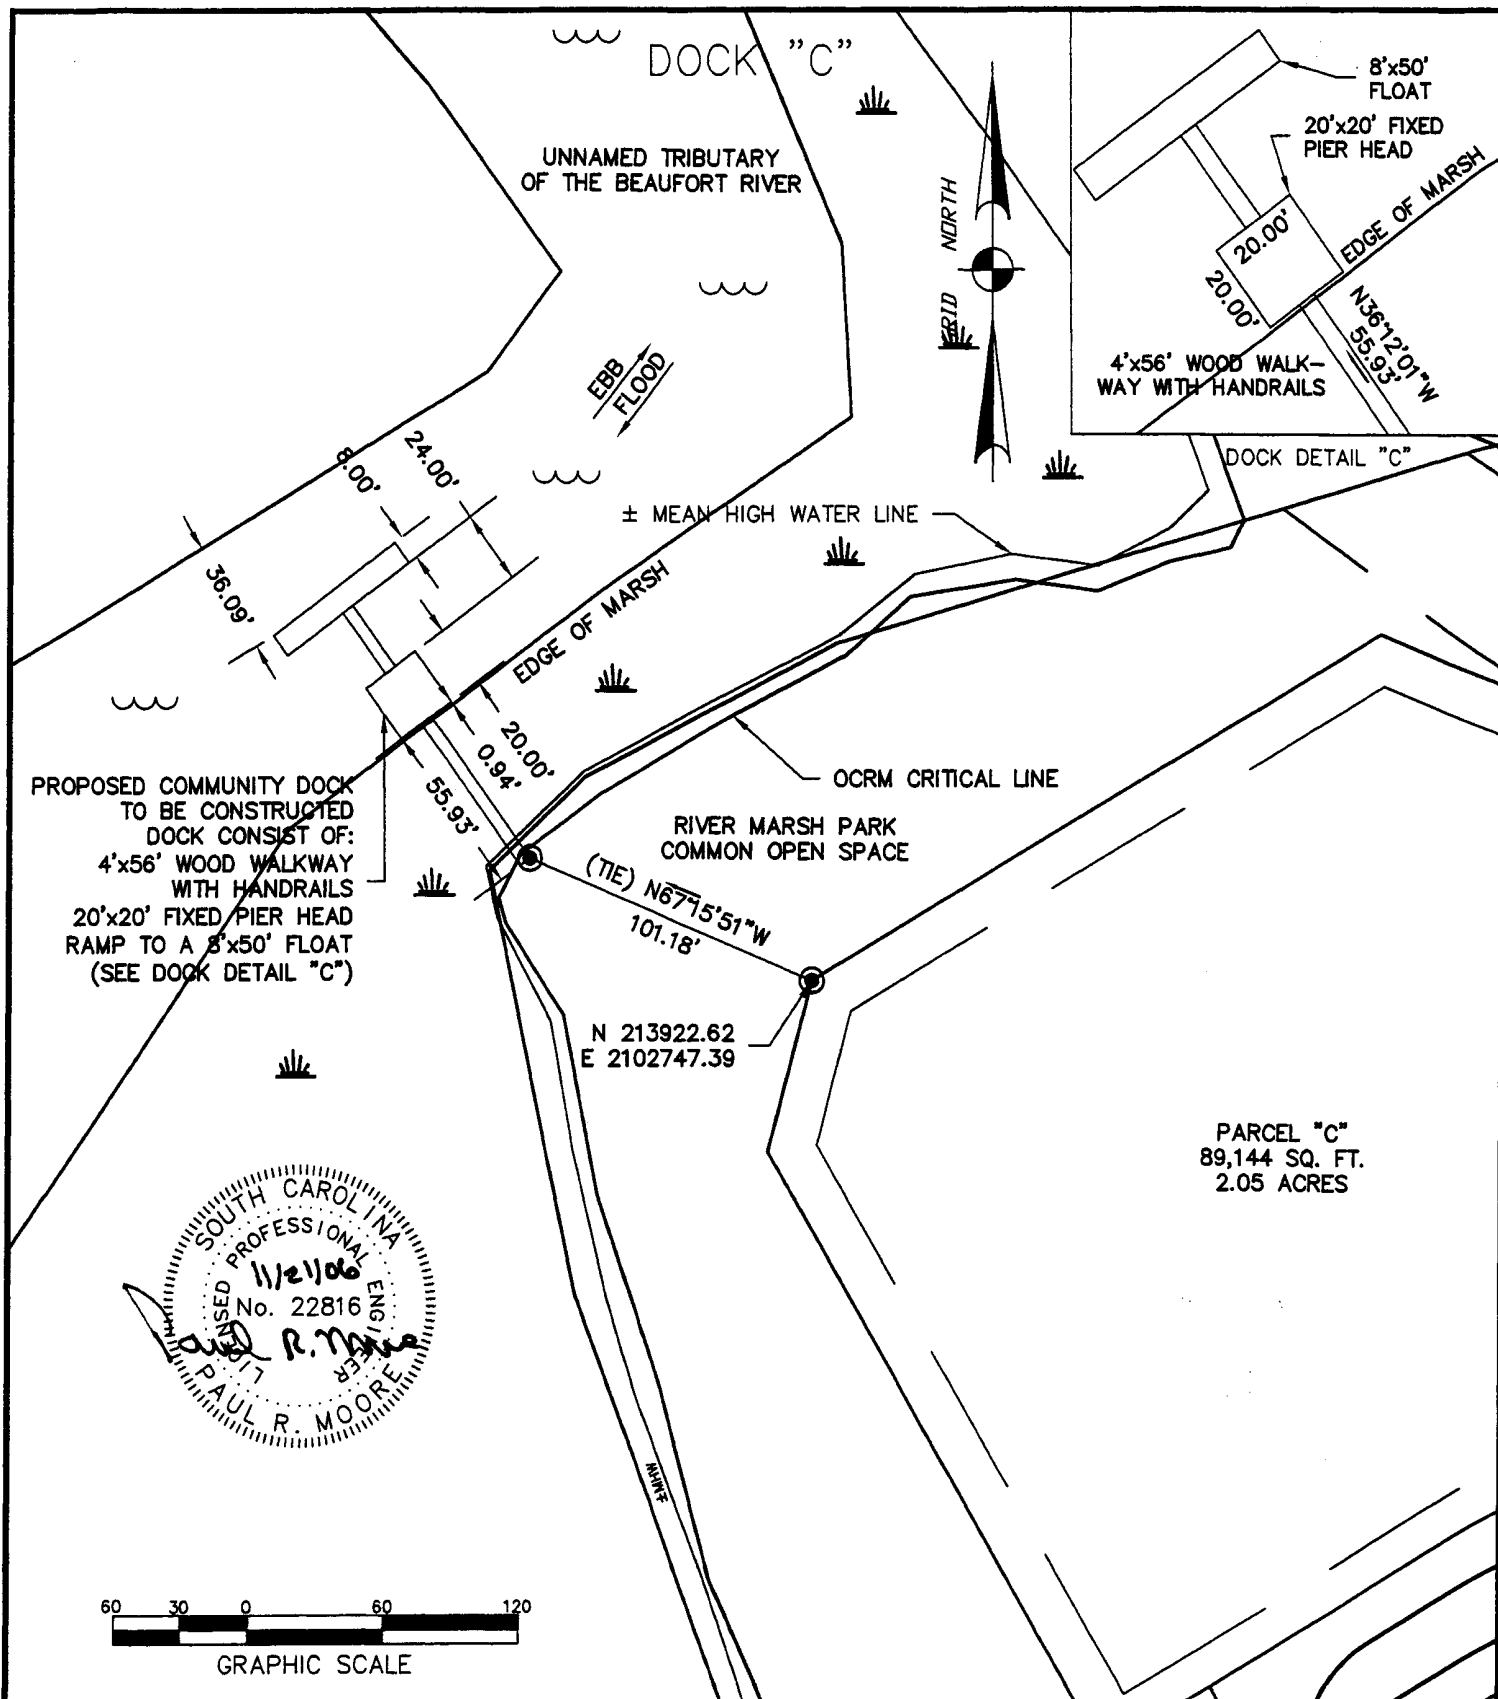 DOCK "C"
UNNAMED TRIBUTARY
OF THE BEAUFORT RIVER
GRID NORTH
8'x50'
FLOAT
20'x20' FIXED
PIER HEAD
EDGE OF MARSH
20.00'
20.00'
N36°12'01"W
55.93'
4'x56' WOOD WALK-
WAY WITH HANDRAILS
DOCK DETAIL "C"
EBB
FLOOD
8.00'
24.00'
36.09'
± MEAN HIGH WATER LINE
EDGE OF MARSH
20.00'
0.94'
55.93'
OCRM CRITICAL LINE
PROPOSED COMMUNITY DOCK
TO BE CONSTRUCTED
DOCK CONSIST OF:
4'x56' WOOD WALKWAY
WITH HANDRAILS
20'x20' FIXED PIER HEAD
RAMP TO A 8'x50' FLOAT
(SEE DOCK DETAIL "C")
RIVER MARSH PARK
COMMON OPEN SPACE
(TIE) N67°15'51"W
101.18'
N 213922.62
E 2102747.39
PARCEL "C"
89,144 SQ. FT.
2.05 ACRES
SOUTH CAROLINA
LICENSED PROFESSIONAL ENGINEER
11/21/06
No. 22816
Paul R. Moore
PAUL R. MOORE
60 30 0 60 120
GRAPHIC SCALE